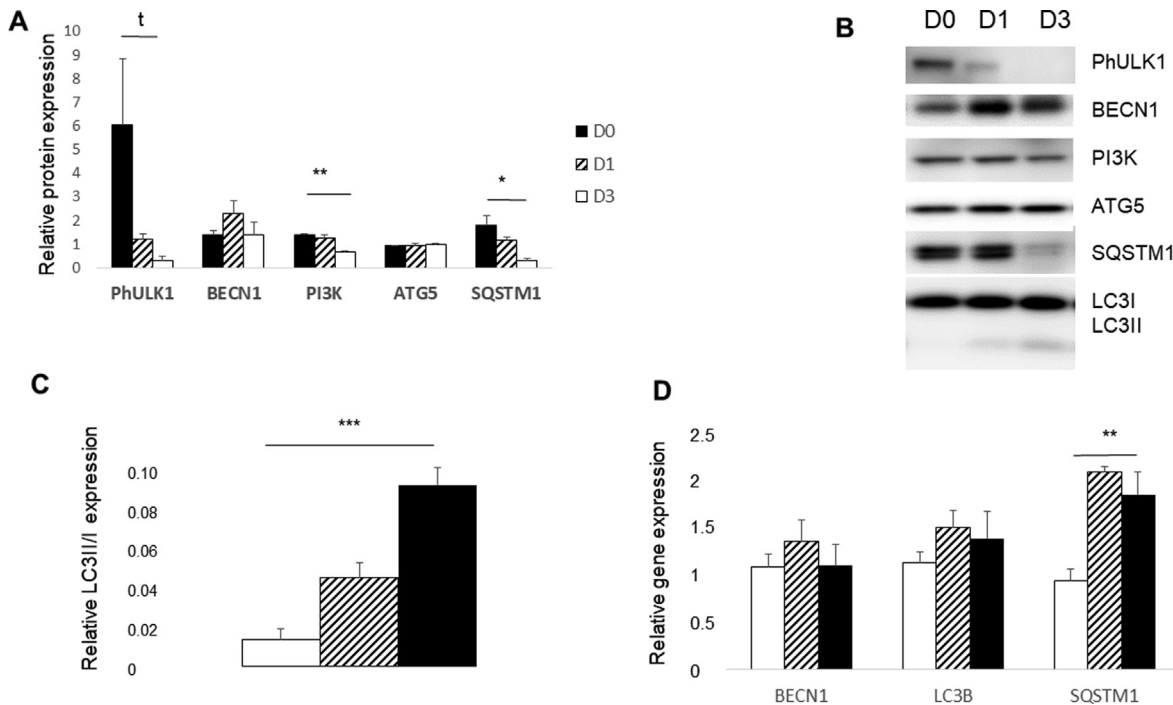 A
t
10
9
8
7
6
5
4
3
2
1
0
Relative protein expression
**
*
D0
D1
D3
PhULK1 BECN1 PI3K ATG5 SQSTM1
B
D0 D1 D3
PhULK1
BECN1
PI3K
ATG5
SQSTM1
LC3I
LC3II
C
***
0.10
0.08
0.06
0.04
0.02
0
Relative LC3II/I expression
D
**
2.5
2
1.5
1
0.5
0
Relative gene expression
BECN1 LC3B SQSTM1